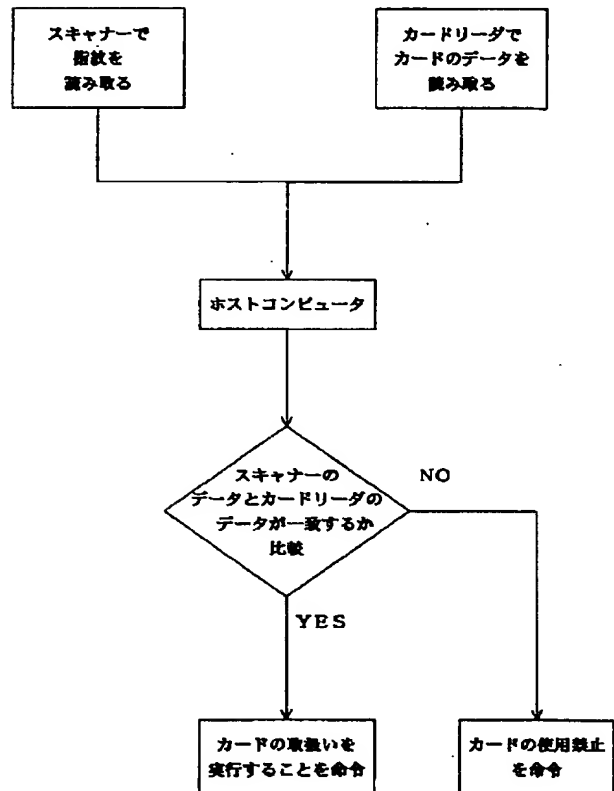 スキャナーで
指紋を
読み取る
カードリーダで
カードのデータを
読み取る
ホストコンピュータ
スキャナーの
データとカードリーダの
データが一致するか
比較
NO
YES
カードの取扱いを
実行することを命令
カードの使用禁止
を命令